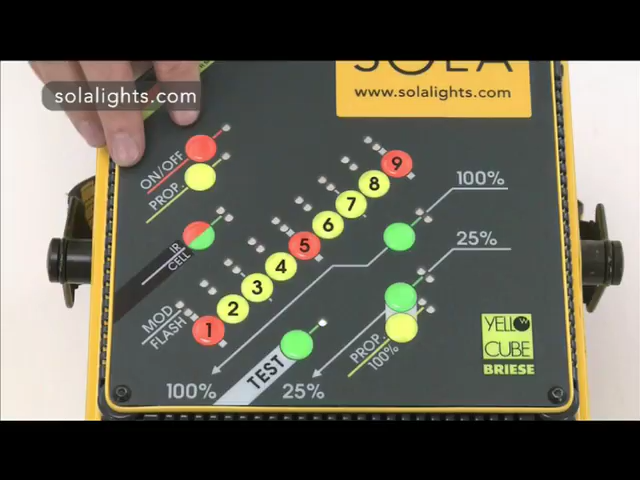 SOLA
www.solalights.com
solalights.com
ON/OFF
PROP.
100%
9
8
7
6
5
4
3
2
1
25%
IR
CELL
MOD
FLASH
PROP.
100%
YELLOW
CUBE
BRIESE
100%
TEST
25%